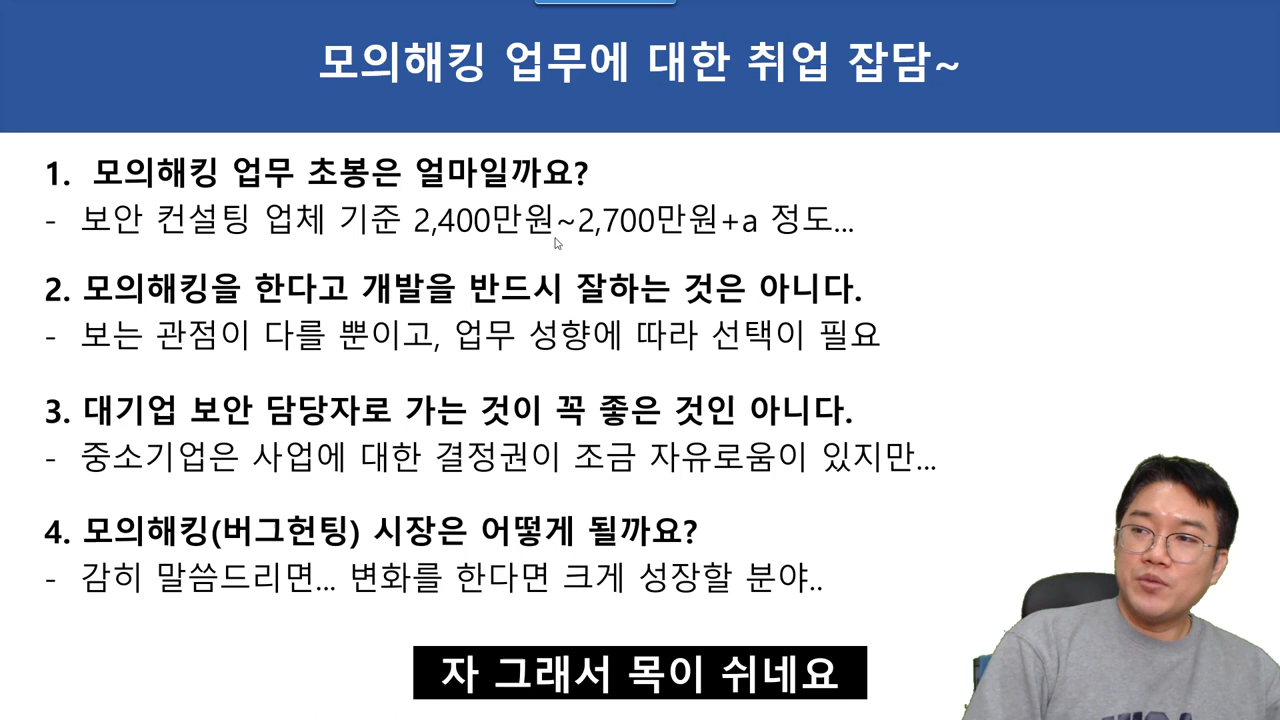 모의해킹 업무에 대한 취업 잡담~
1. 모의해킹 업무 초봉은 얼마일까요?
- 보안 컨설팅 업체 기준 2,400만원~2,700만원+a 정도...
2. 모의해킹을 한다고 개발을 반드시 잘하는 것은 아니다.
- 보는 관점이 다를 뿐이고, 업무 성향에 따라 선택이 필요
3. 대기업 보안 담당자로 가는 것이 꼭 좋은 것인 아니다.
- 중소기업은 사업에 대한 결정권이 조금 자유로움이 있지만...
4. 모의해킹(버그헌팅) 시장은 어떻게 될까요?
- 감히 말씀드리면... 변화를 한다면 크게 성장할 분야..
자 그래서 목이 쉬네요